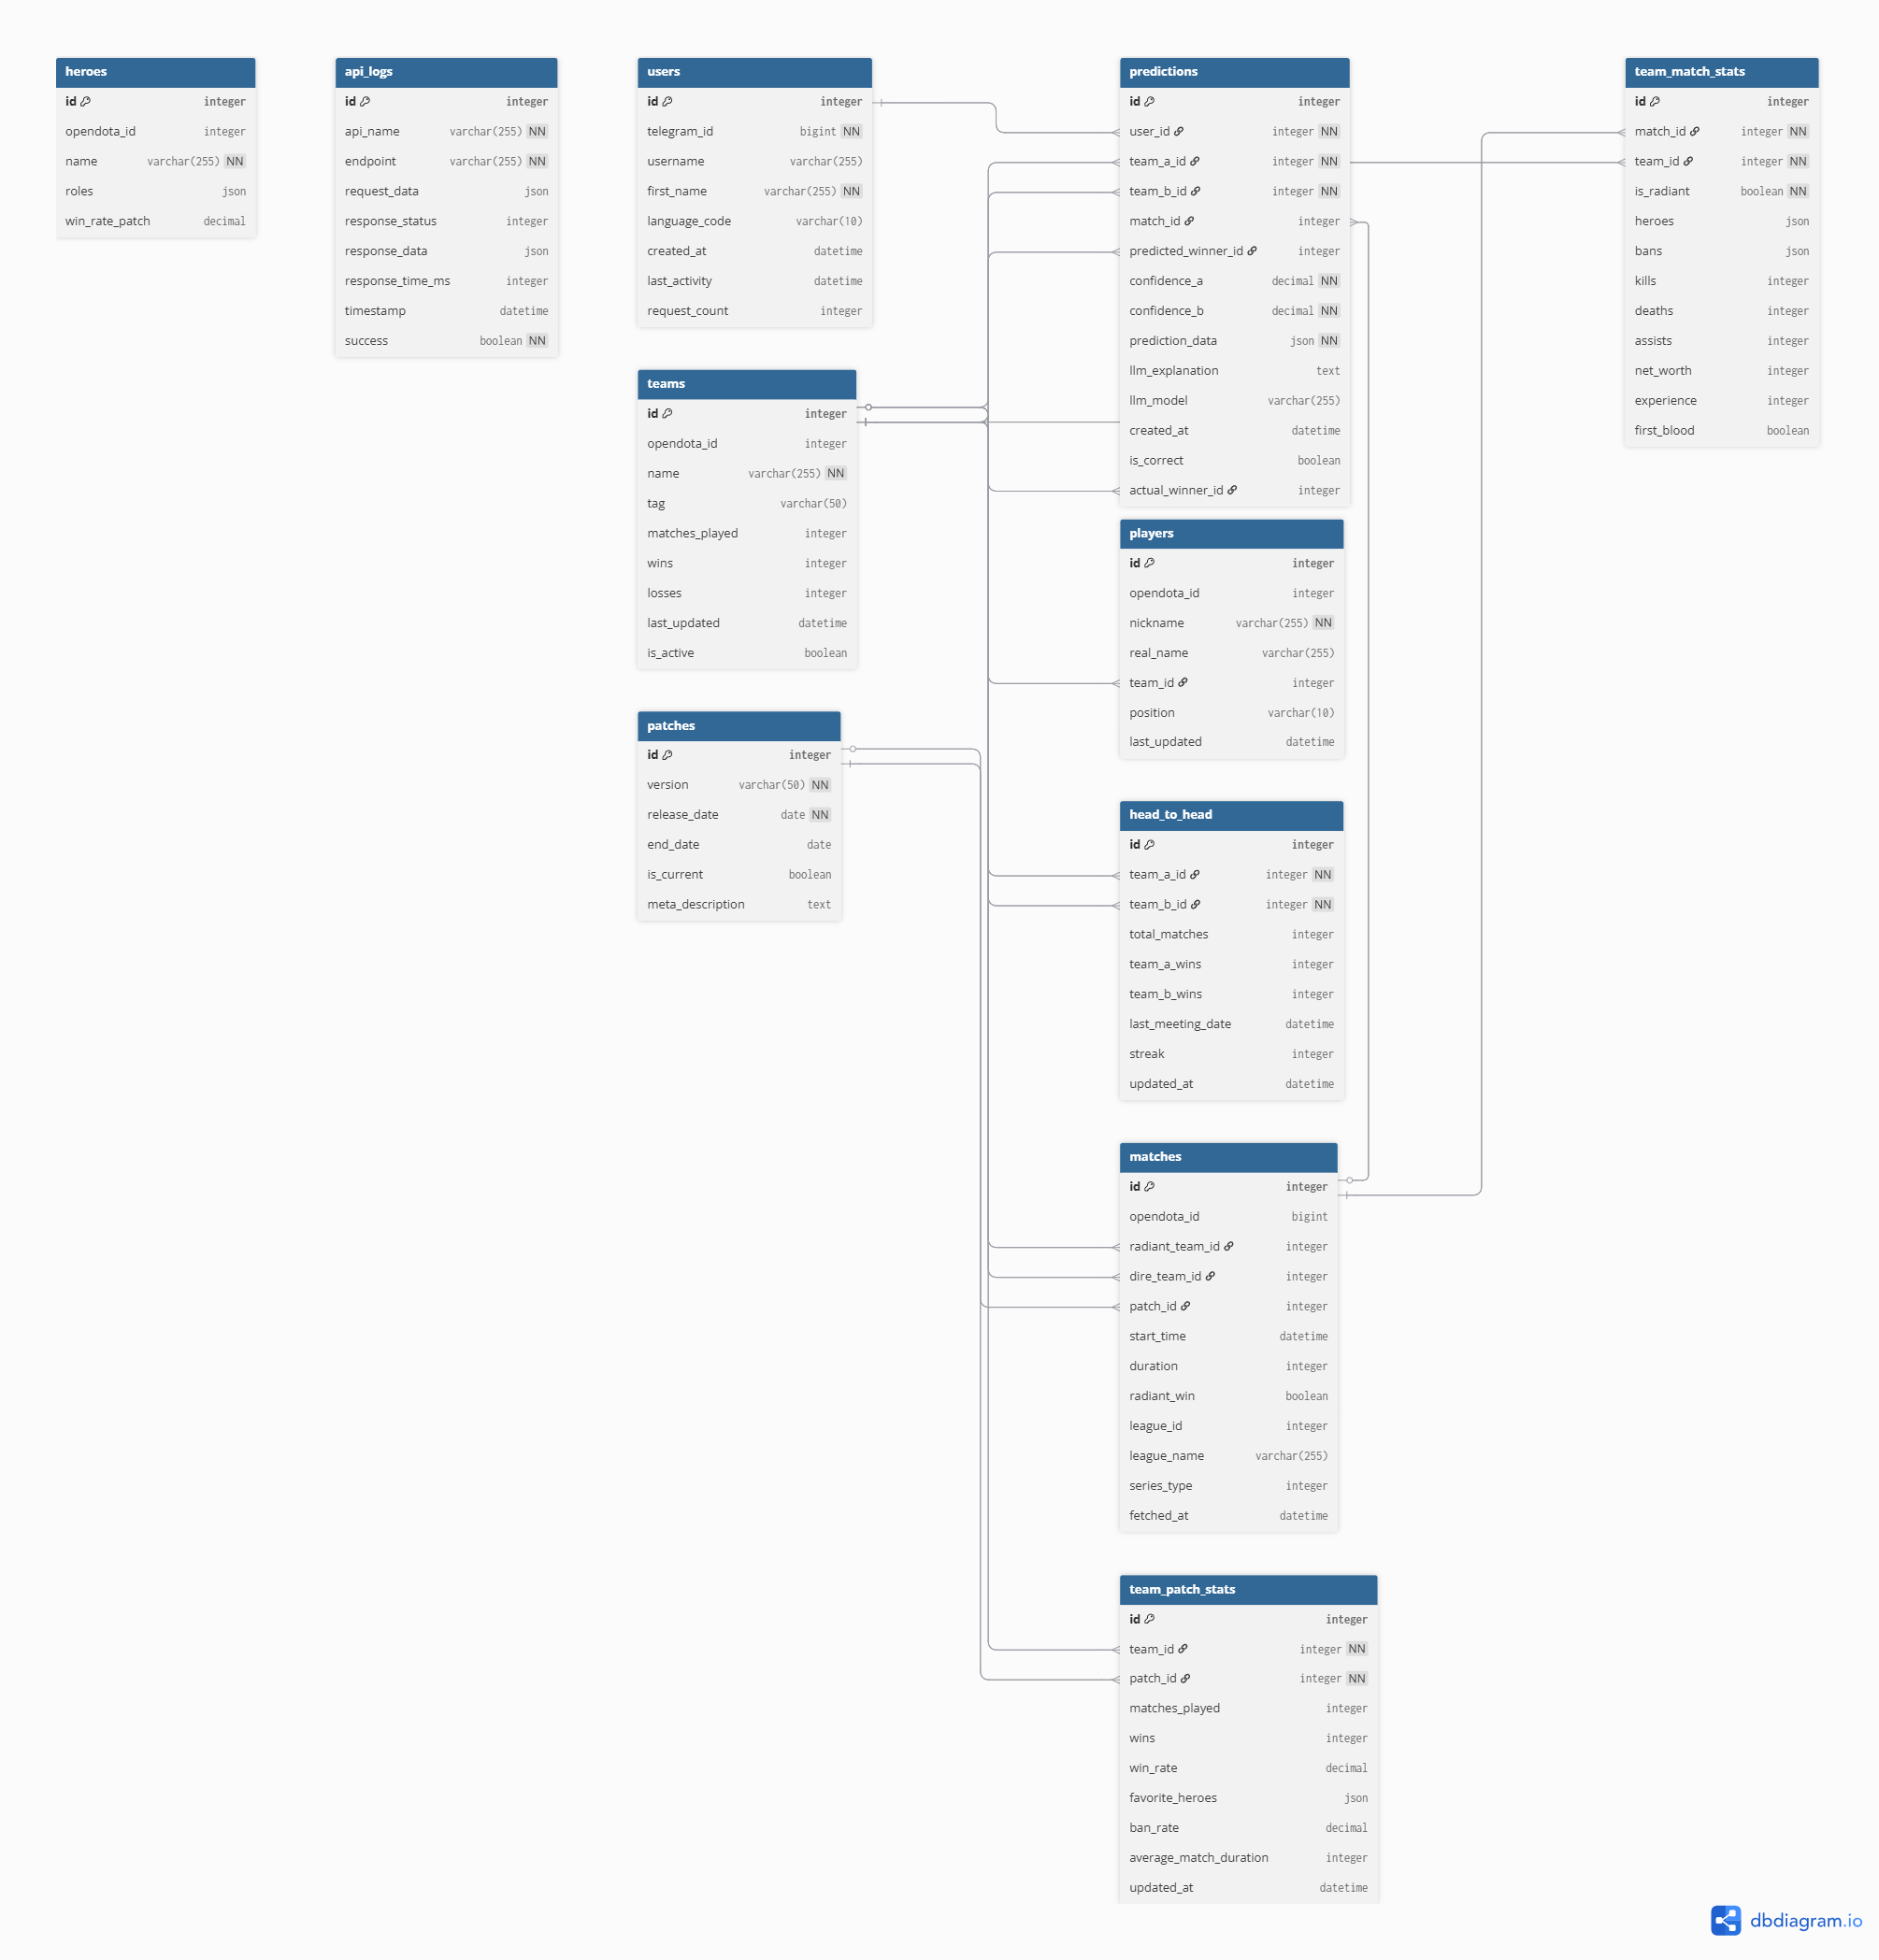 heroes
id integer
opendota_id integer
name varchar(255) NN
roles json
win_rate_patch decimal
api_logs
id integer
api_name varchar(255) NN
endpoint varchar(255) NN
request_data json
response_status integer
response_data json
response_time_ms integer
timestamp datetime
success boolean NN
users
id integer
telegram_id bigint NN
username varchar(255)
first_name varchar(255) NN
language_code varchar(10)
created_at datetime
last_activity datetime
request_count integer
teams
id integer
opendota_id integer
name varchar(255) NN
tag varchar(50)
matches_played integer
wins integer
losses integer
last_updated datetime
is_active boolean
patches
id integer
version varchar(50) NN
release_date date NN
end_date date
is_current boolean
meta_description text
predictions
id integer
user_id integer NN
team_a_id integer NN
team_b_id integer NN
match_id integer
predicted_winner_id integer
confidence_a decimal NN
confidence_b decimal NN
prediction_data json NN
llm_explanation text
llm_model varchar(255)
created_at datetime
is_correct boolean
actual_winner_id integer
players
id integer
opendota_id integer
nickname varchar(255) NN
real_name varchar(255)
team_id integer
position varchar(10)
last_updated datetime
head_to_head
id integer
team_a_id integer NN
team_b_id integer NN
total_matches integer
team_a_wins integer
team_b_wins integer
last_meeting_date datetime
streak integer
updated_at datetime
matches
id integer
opendota_id bigint
radiant_team_id integer
dire_team_id integer
patch_id integer
start_time datetime
duration integer
radiant_win boolean
league_id integer
league_name varchar(255)
series_type integer
fetched_at datetime
team_patch_stats
id integer
team_id integer NN
patch_id integer NN
matches_played integer
wins integer
win_rate decimal
favorite_heroes json
ban_rate decimal
average_match_duration integer
updated_at datetime
team_match_stats
id integer
match_id integer NN
team_id integer NN
is_radiant boolean NN
heroes json
bans json
kills integer
deaths integer
assists integer
net_worth integer
experience integer
first_blood boolean
dbdiagram.io